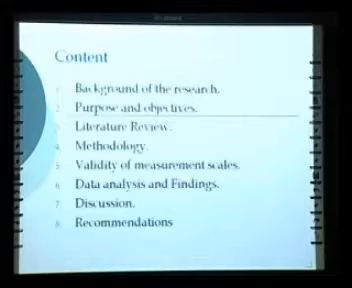 Content
1. Background of the research.
2. Purpose and objectives.
3. Literature Review.
4. Methodology.
5. Validity of measurement scales.
6. Data analysis and Findings.
7. Discussion.
8. Recommendations